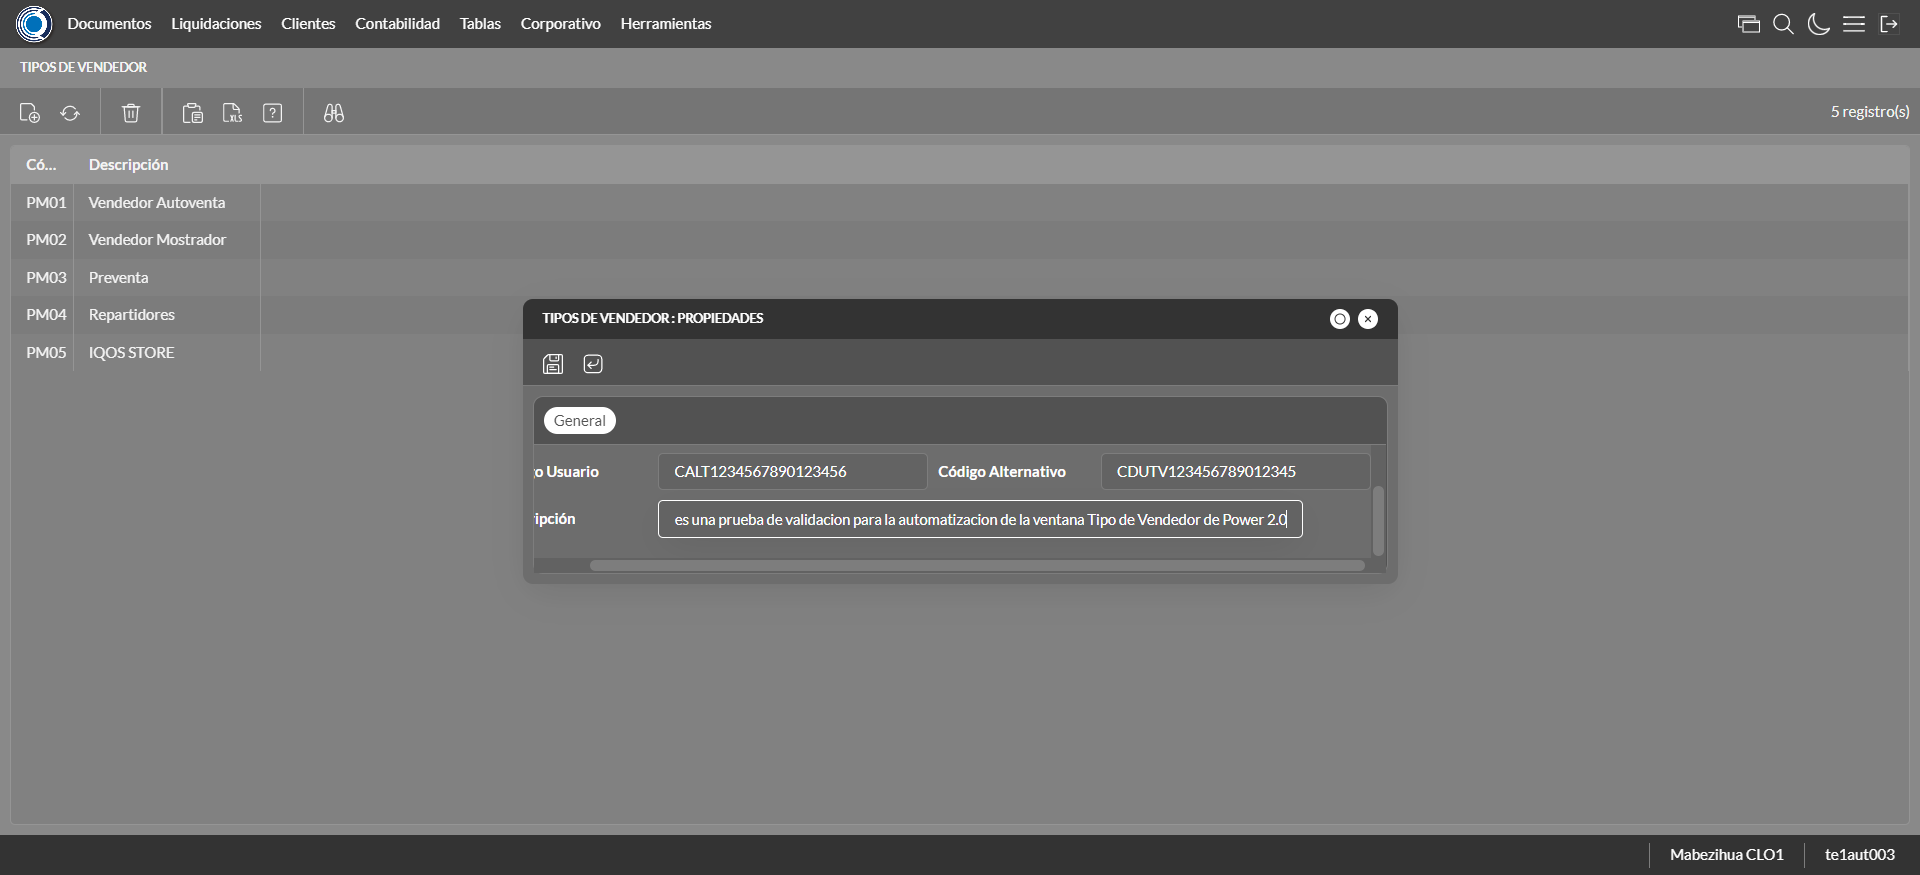 Documentos Liquidaciones Clientes Contabilidad Tablas Corporativo Herramientas
TIPOS DE VENDEDOR
XLS ? 5 registro(s)
Có... Descripción
PM01 Vendedor Autoventa
PM02 Vendedor Mostrador
PM03 Preventa
PM04 Repartidores
PM05 IQOS STORE
TIPOS DE VENDEDOR : PROPIEDADES
General
go Usuario CALT1234567890123456 Código Alternativo CDUTV123456789012345
ripción es una prueba de validacion para la automatizacion de la ventana Tipo de Vendedor de Power 2.0
Mabezihua CLO1 te1aut003